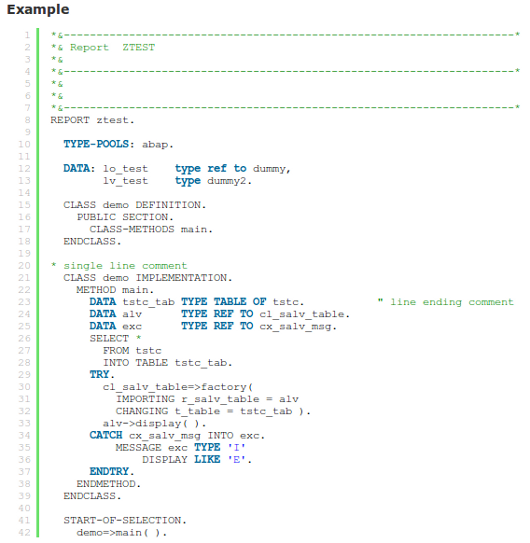 Example
1 *&---------------------------------------------------------------------*
2 *& Report  ZTEST
3 *&
4 *&---------------------------------------------------------------------*
5 *&
6 *&
7 *&---------------------------------------------------------------------*
8 REPORT ztest.
9
10   TYPE-POOLS: abap.
11
12   DATA: lo_test    type ref to dummy,
13         lv_test    type dummy2.
14
15   CLASS demo DEFINITION.
16     PUBLIC SECTION.
17       CLASS-METHODS main.
18   ENDCLASS.
19
20 * single line comment
21   CLASS demo IMPLEMENTATION.
22     METHOD main.
23       DATA tstc_tab TYPE TABLE OF tstc.           " line ending comment
24       DATA alv      TYPE REF TO cl_salv_table.
25       DATA exc      TYPE REF TO cx_salv_msg.
26       SELECT *
27         FROM tstc
28         INTO TABLE tstc_tab.
29       TRY.
30         cl_salv_table=>factory(
31           IMPORTING r_salv_table = alv
32           CHANGING t_table = tstc_tab ).
33         alv->display( ).
34       CATCH cx_salv_msg INTO exc.
35           MESSAGE exc TYPE 'I'
36               DISPLAY LIKE 'E'.
37       ENDTRY.
38     ENDMETHOD.
39   ENDCLASS.
40
41   START-OF-SELECTION.
42     demo=>main( ).